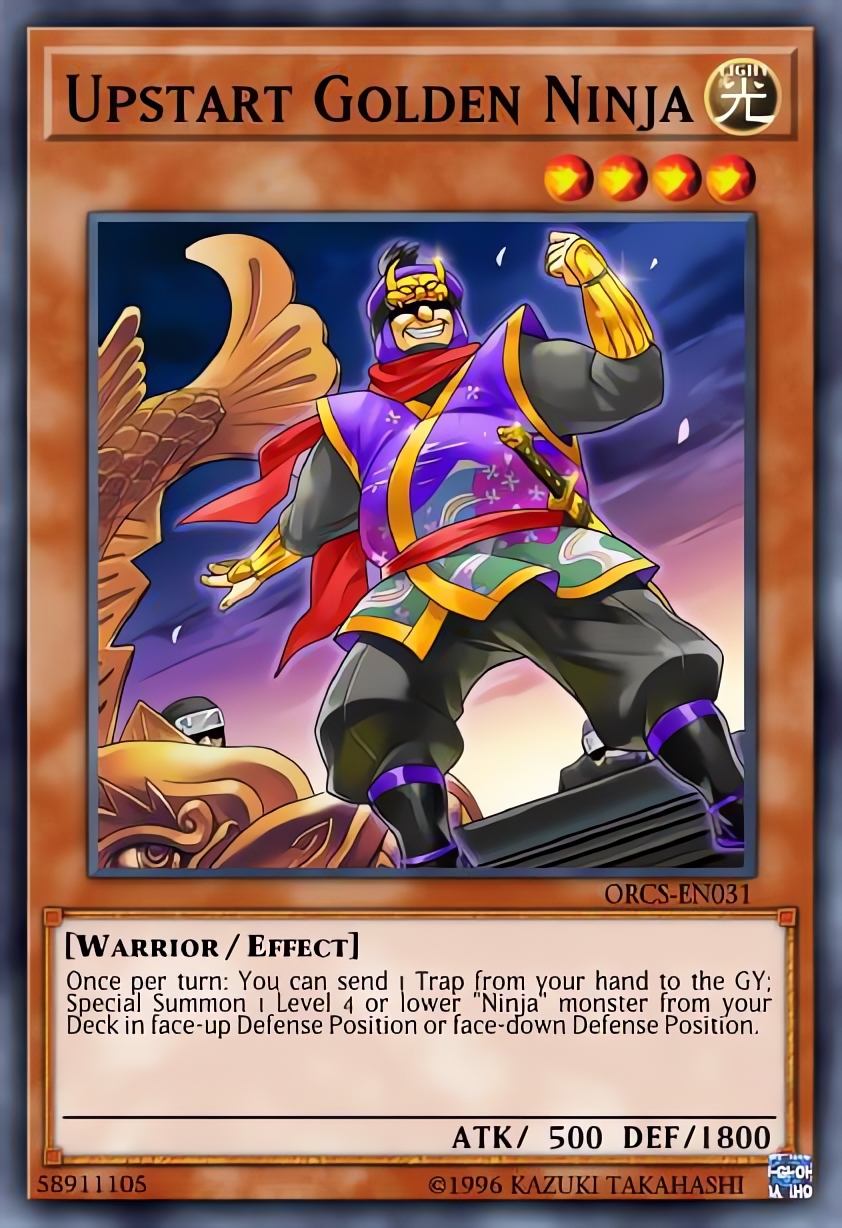 Upstart Golden Ninja
光
ORCS-EN031
[Warrior / Effect]
Once per turn: You can send 1 Trap from your hand to the GY;
Special Summon 1 Level 4 or lower "Ninja" monster from your
Deck in face-up Defense Position or face-down Defense Position.
ATK/ 500 DEF/1800
58911105 ©1996 KAZUKI TAKAHASHI